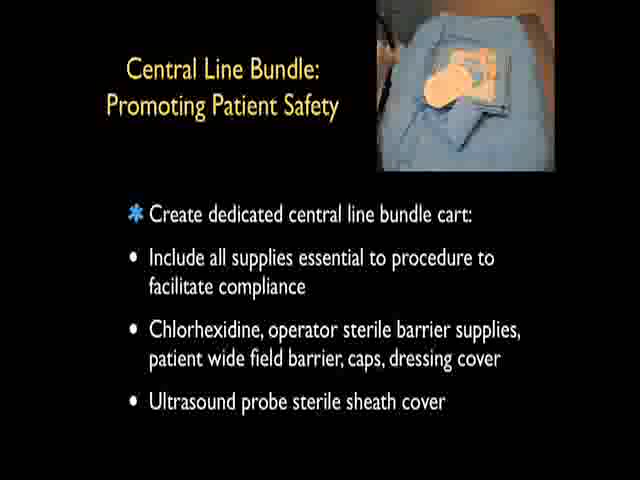 Central Line Bundle:
Promoting Patient Safety
Create dedicated central line bundle cart:
• Include all supplies essential to procedure to
facilitate compliance
• Chlorhexidine, operator sterile barrier supplies,
patient wide field barrier, caps, dressing cover
• Ultrasound probe sterile sheath cover